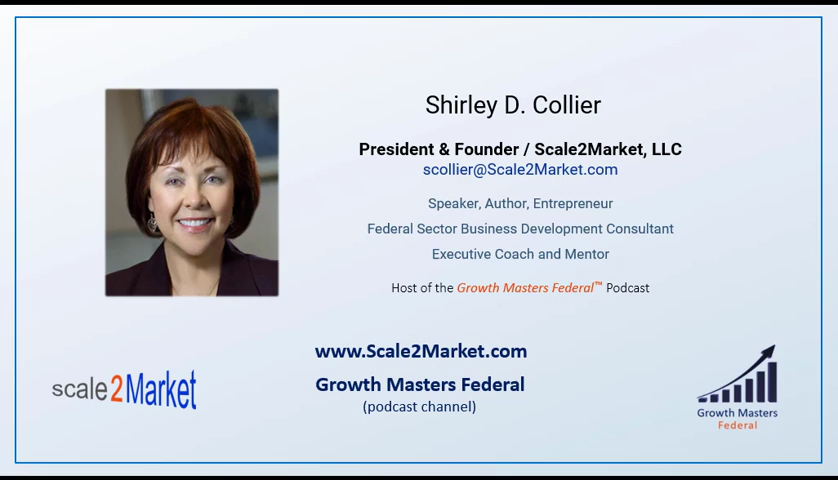 Shirley D. Collier
President & Founder / Scale2Market, LLC
scollier@Scale2Market.com
Speaker, Author, Entrepreneur
Federal Sector Business Development Consultant
Executive Coach and Mentor
Host of the Growth Masters Federal™ Podcast
www.Scale2Market.com
Growth Masters Federal
(podcast channel)
scale2Market
Growth Masters
Federal